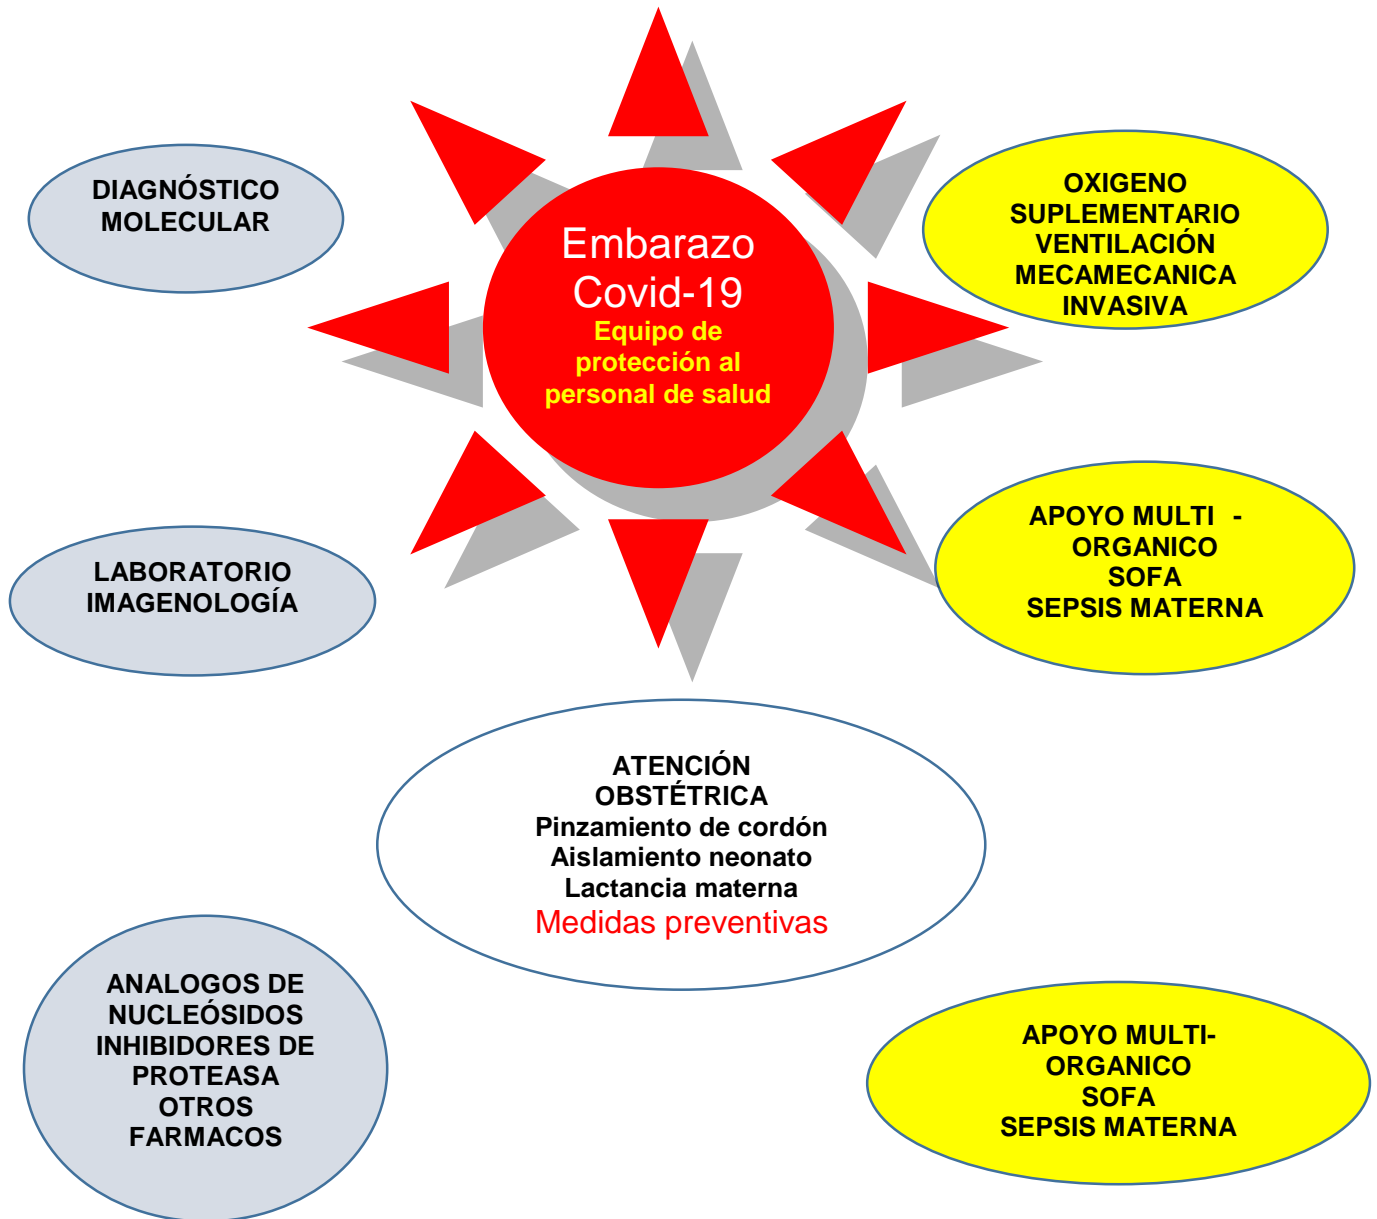 DIAGNÓSTICO
MOLECULAR
Embarazo
Covid-19
Equipo de
protección al
personal de salud
OXIGENO
SUPLEMENTARIO
VENTILACIÓN
MECAMECANICA
INVASIVA
LABORATORIO
IMAGENOLOGÍA
APOYO MULTI -
ORGANICO
SOFA
SEPSIS MATERNA
ATENCIÓN
OBSTÉTRICA
Pinzamiento de cordón
Aislamiento neonato
Lactancia materna
Medidas preventivas
ANALOGOS DE
NUCLEÓSIDOS
INHIBIDORES DE
PROTEASA
OTROS
FARMACOS
APOYO MULTI-
ORGANICO
SOFA
SEPSIS MATERNA